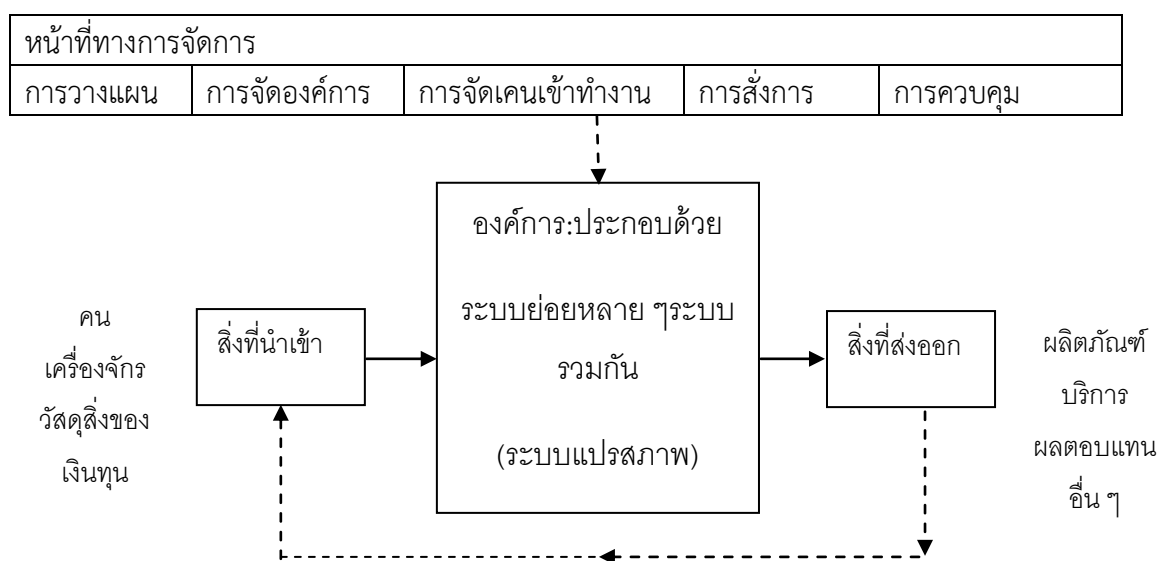 หน้าที่ทางการจัดการ
การวางแผน การจัดองค์การ การจัดเคนเข้าทำงาน การสั่งการ การควบคุม
องค์การ:ประกอบด้วย
ระบบย่อยหลาย ๆระบบ
รวมกัน
(ระบบแปรสภาพ)
คน
เครื่องจักร
วัสดุสิ่งของ
เงินทุน
สิ่งที่นำเข้า
สิ่งที่ส่งออก
ผลิตภัณฑ์
บริการ
ผลตอบแทน
อื่น ๆ